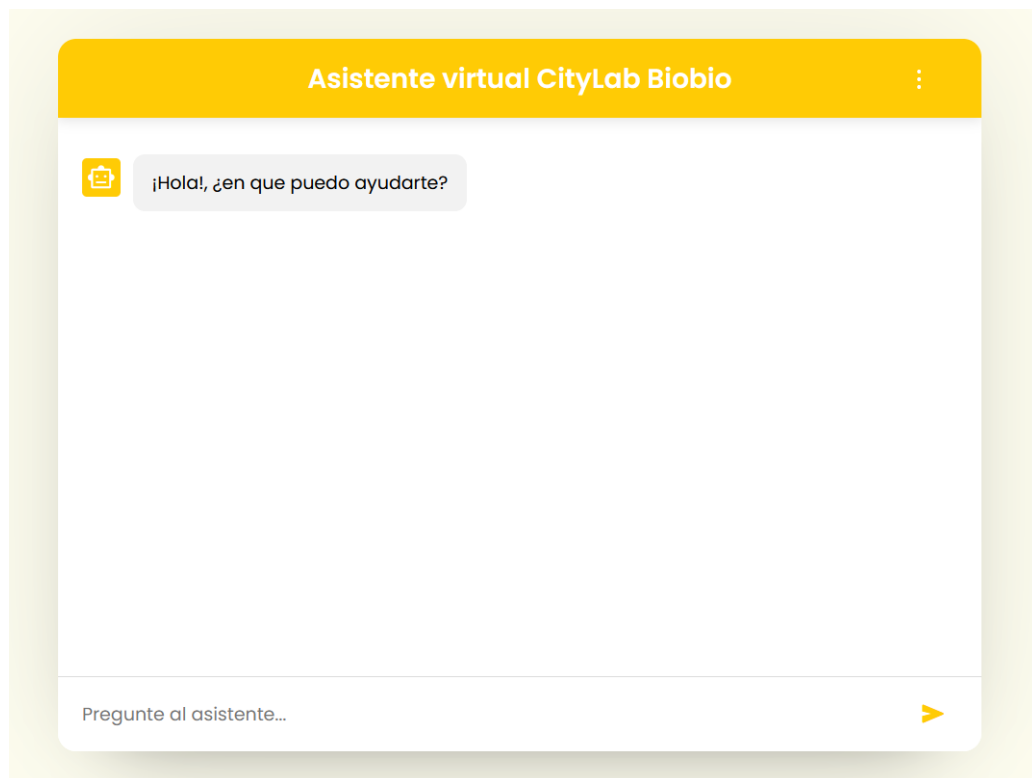 Asistente virtual CityLab Biobio
¡Hola!, ¿en que puedo ayudarte?
Pregunte al asistente...